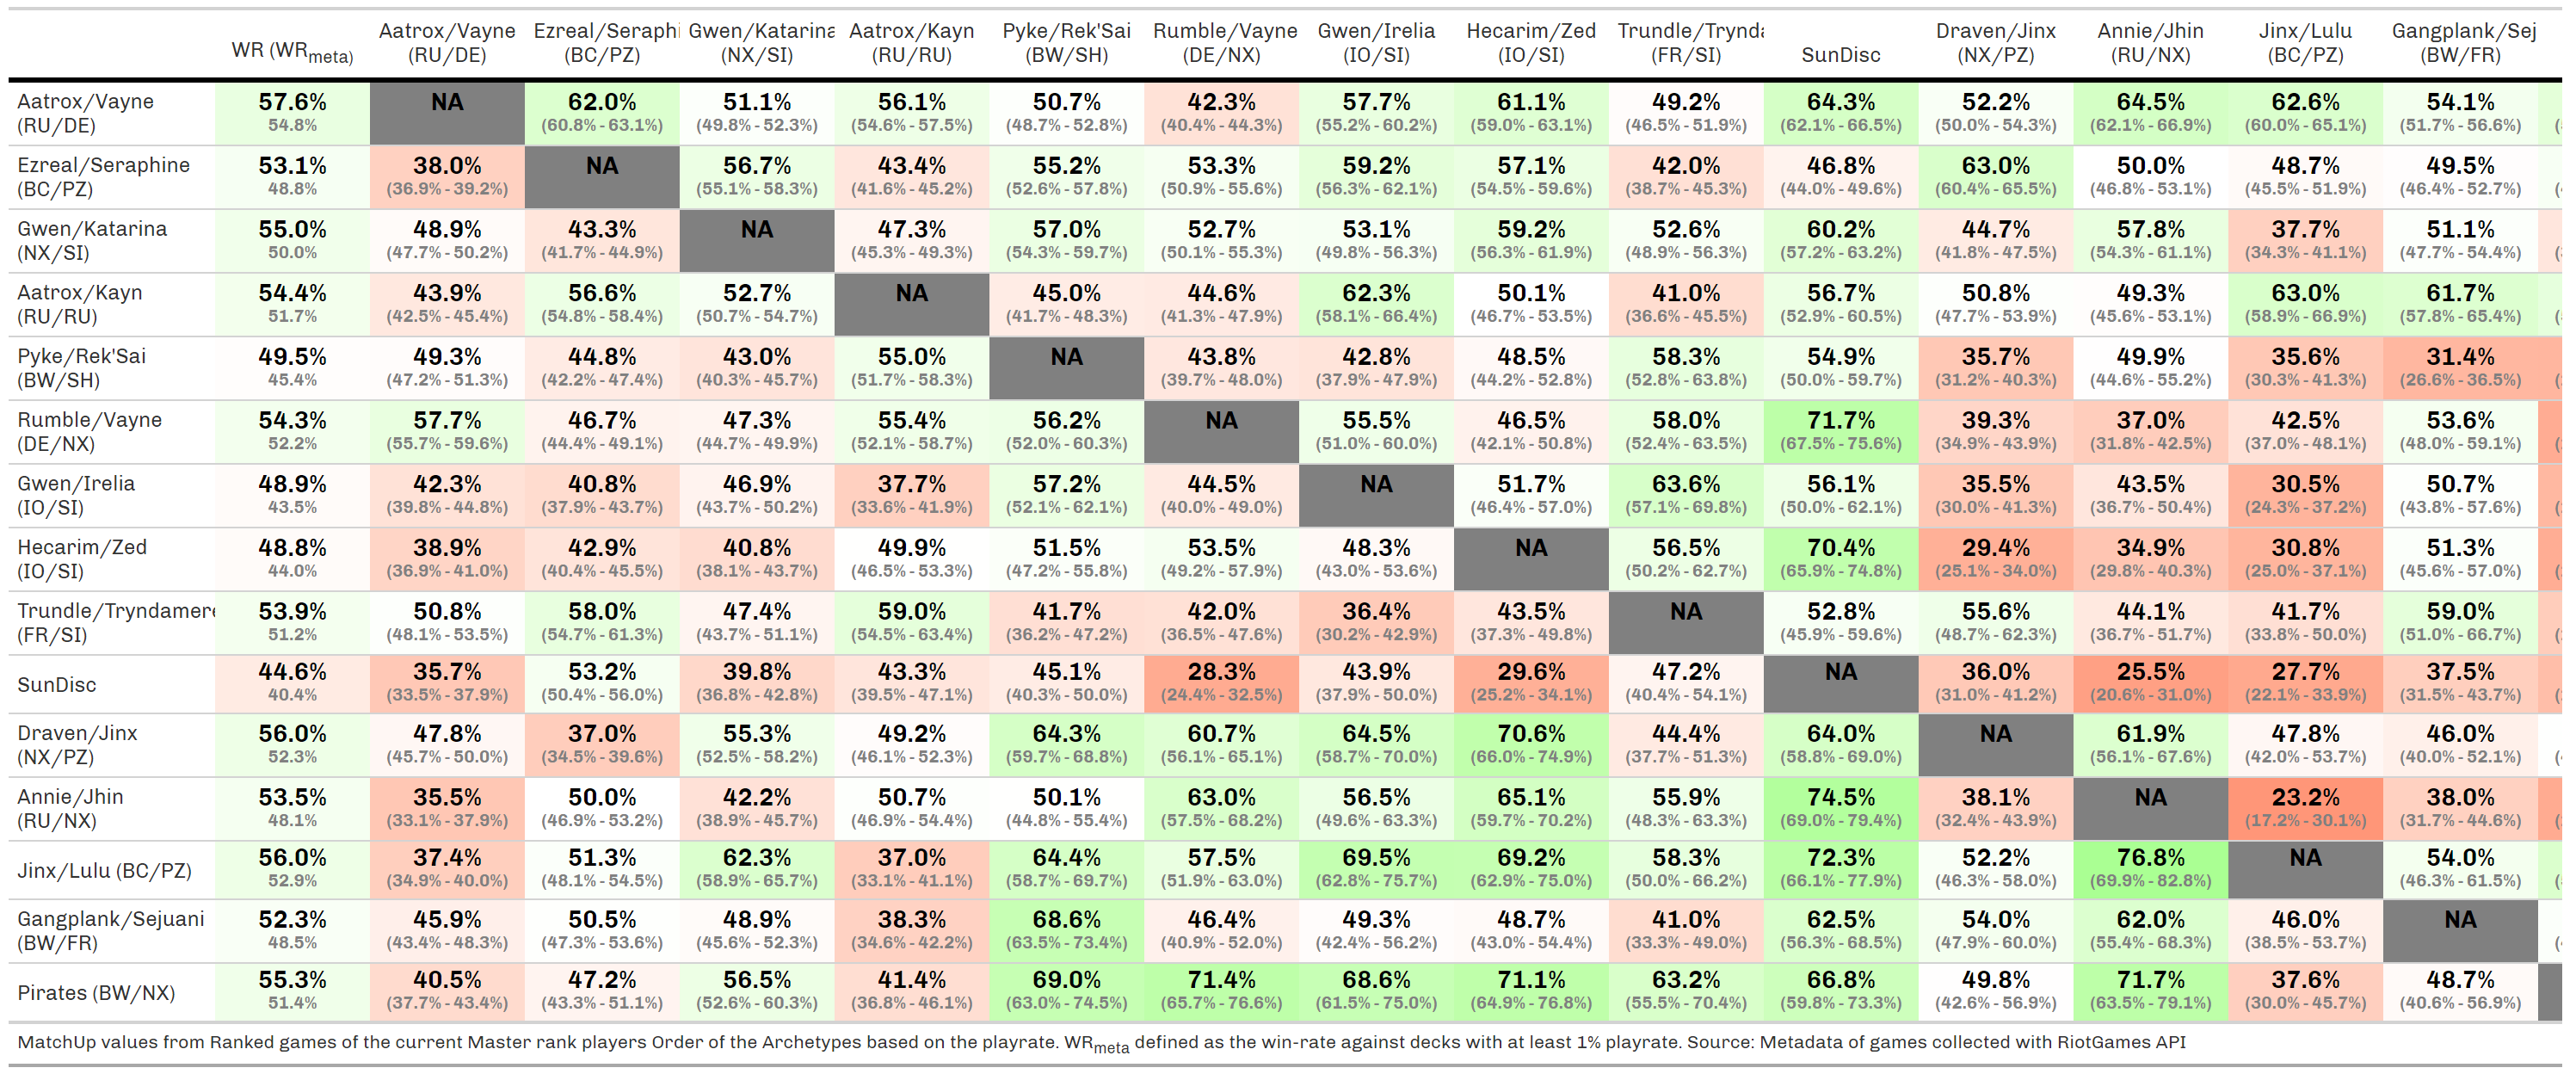 WR (WRmeta) Aatrox/Vayne (RU/DE) Ezreal/Seraphi (BC/PZ) Gwen/Katarina (NX/SI) Aatrox/Kayn (RU/RU) Pyke/Rek'Sai (BW/SH) Rumble/Vayne (DE/NX) Gwen/Irelia (IO/SI) Hecarim/Zed (IO/SI) Trundle/Trynda (FR/SI) SunDisc Draven/Jinx (NX/PZ) Annie/Jhin (RU/NX) Jinx/Lulu (BC/PZ) Gangplank/Sej (BW/FR)
Aatrox/Vayne 57.6% NA 62.0% 51.1% 56.1% 50.7% 42.3% 57.7% 61.1% 49.2% 64.3% 52.2% 64.5% 62.6% 54.1%
(RU/DE) 54.8% (60.8% - 63.1%) (49.8% - 52.3%) (54.6% - 57.5%) (48.7% - 52.8%) (40.4% - 44.3%) (55.2% - 60.2%) (59.0% - 63.1%) (46.5% - 51.9%) (62.1% - 66.5%) (50.0% - 54.3%) (62.1% - 66.9%) (60.0% - 65.1%) (51.7% - 56.6%)
Ezreal/Seraphine 53.1% 38.0% NA 56.7% 43.4% 55.2% 53.3% 59.2% 57.1% 42.0% 46.8% 63.0% 50.0% 48.7% 49.5%
(BC/PZ) 48.8% (36.9% - 39.2%) (55.1% - 58.3%) (41.6% - 45.2%) (52.6% - 57.8%) (50.9% - 55.6%) (56.3% - 62.1%) (54.5% - 59.6%) (38.7% - 45.3%) (44.0% - 49.6%) (60.4% - 65.5%) (46.8% - 53.1%) (45.5% - 51.9%) (46.4% - 52.7%)
Gwen/Katarina 55.0% 48.9% 43.3% NA 47.3% 57.0% 52.7% 53.1% 59.2% 52.6% 60.2% 44.7% 57.8% 37.7% 51.1%
(NX/SI) 50.0% (47.7% - 50.2%) (41.7% - 44.9%) (45.3% - 49.3%) (54.3% - 59.7%) (50.1% - 55.3%) (49.8% - 56.3%) (56.3% - 61.9%) (48.9% - 56.3%) (57.2% - 63.2%) (41.8% - 47.5%) (54.3% - 61.1%) (34.3% - 41.1%) (47.7% - 54.4%)
Aatrox/Kayn 54.4% 43.9% 56.6% 52.7% NA 45.0% 44.6% 62.3% 50.1% 41.0% 56.7% 50.8% 49.3% 63.0% 61.7%
(RU/RU) 51.7% (42.5% - 45.4%) (54.8% - 58.4%) (50.7% - 54.7%) (41.7% - 48.3%) (41.3% - 47.9%) (58.1% - 66.4%) (46.7% - 53.5%) (36.6% - 45.5%) (52.9% - 60.5%) (47.7% - 53.9%) (45.6% - 53.1%) (58.9% - 66.9%) (57.8% - 65.4%)
Pyke/Rek'Sai 49.5% 49.3% 44.8% 43.0% 55.0% NA 43.8% 42.8% 48.5% 58.3% 54.9% 35.7% 49.9% 35.6% 31.4%
(BW/SH) 45.4% (47.2% - 51.3%) (42.2% - 47.4%) (40.3% - 45.7%) (51.7% - 58.3%) (39.7% - 48.0%) (37.9% - 47.9%) (44.2% - 52.8%) (52.8% - 63.8%) (50.0% - 59.7%) (31.2% - 40.3%) (44.6% - 55.2%) (30.3% - 41.3%) (26.6% - 36.5%)
Rumble/Vayne 54.3% 57.7% 46.7% 47.3% 55.4% 56.2% NA 55.5% 46.5% 58.0% 71.7% 39.3% 37.0% 42.5% 53.6%
(DE/NX) 52.2% (55.7% - 59.6%) (44.4% - 49.1%) (44.7% - 49.9%) (52.1% - 58.7%) (52.0% - 60.3%) (51.0% - 60.0%) (42.1% - 50.8%) (52.4% - 63.5%) (67.5% - 75.6%) (34.9% - 43.9%) (31.8% - 42.5%) (37.0% - 48.1%) (48.0% - 59.1%)
Gwen/Irelia 48.9% 42.3% 40.8% 46.9% 37.7% 57.2% 44.5% NA 51.7% 63.6% 56.1% 35.5% 43.5% 30.5% 50.7%
(IO/SI) 43.5% (39.8% - 44.8%) (37.9% - 43.7%) (43.7% - 50.2%) (33.6% - 41.9%) (52.1% - 62.1%) (40.0% - 49.0%) (46.4% - 57.0%) (57.1% - 69.8%) (50.0% - 62.1%) (30.0% - 41.3%) (36.7% - 50.4%) (24.3% - 37.2%) (43.8% - 57.6%)
Hecarim/Zed 48.8% 38.9% 42.9% 40.8% 49.9% 51.5% 53.5% 48.3% NA 56.5% 70.4% 29.4% 34.9% 30.8% 51.3%
(IO/SI) 44.0% (36.9% - 41.0%) (40.4% - 45.5%) (38.1% - 43.7%) (46.5% - 53.3%) (47.2% - 55.8%) (49.2% - 57.9%) (43.0% - 53.6%) (50.2% - 62.7%) (65.9% - 74.8%) (25.1% - 34.0%) (29.8% - 40.3%) (25.0% - 37.1%) (45.6% - 57.0%)
Trundle/Tryndamere 53.9% 50.8% 58.0% 47.4% 59.0% 41.7% 42.0% 36.4% 43.5% NA 52.8% 55.6% 44.1% 41.7% 59.0%
(FR/SI) 51.2% (48.1% - 53.5%) (54.7% - 61.3%) (43.7% - 51.1%) (54.5% - 63.4%) (36.2% - 47.2%) (36.5% - 47.6%) (30.2% - 42.9%) (37.3% - 49.8%) (45.9% - 59.6%) (48.7% - 62.3%) (36.7% - 51.7%) (33.8% - 50.0%) (51.0% - 66.7%)
SunDisc 44.6% 35.7% 53.2% 39.8% 43.3% 45.1% 28.3% 43.9% 29.6% 47.2% NA 36.0% 25.5% 27.7% 37.5%
40.4% (33.5% - 37.9%) (50.4% - 56.0%) (36.8% - 42.8%) (39.5% - 47.1%) (40.3% - 50.0%) (24.4% - 32.5%) (37.9% - 50.0%) (25.2% - 34.1%) (40.4% - 54.1%) (31.0% - 41.2%) (20.6% - 31.0%) (22.1% - 33.9%) (31.5% - 43.7%)
Draven/Jinx 56.0% 47.8% 37.0% 55.3% 49.2% 64.3% 60.7% 64.5% 70.6% 44.4% 64.0% NA 61.9% 47.8% 46.0%
(NX/PZ) 52.3% (45.7% - 50.0%) (34.5% - 39.6%) (52.5% - 58.2%) (46.1% - 52.3%) (59.7% - 68.8%) (56.1% - 65.1%) (58.7% - 70.0%) (66.0% - 74.9%) (37.7% - 51.3%) (58.8% - 69.0%) (56.1% - 67.6%) (42.0% - 53.7%) (40.0% - 52.1%)
Annie/Jhin 53.5% 35.5% 50.0% 42.2% 50.7% 50.1% 63.0% 56.5% 65.1% 55.9% 74.5% 38.1% NA 23.2% 38.0%
(RU/NX) 48.1% (33.1% - 37.9%) (46.9% - 53.2%) (38.9% - 45.7%) (46.9% - 54.4%) (44.8% - 55.4%) (57.5% - 68.2%) (49.6% - 63.3%) (59.7% - 70.2%) (48.3% - 63.3%) (69.0% - 79.4%) (32.4% - 43.9%) (17.2% - 30.1%) (31.7% - 44.6%)
Jinx/Lulu (BC/PZ) 56.0% 37.4% 51.3% 62.3% 37.0% 64.4% 57.5% 69.5% 69.2% 58.3% 72.3% 52.2% 76.8% NA 54.0%
52.9% (34.9% - 40.0%) (48.1% - 54.5%) (58.9% - 65.7%) (33.1% - 41.1%) (58.7% - 69.7%) (51.9% - 63.0%) (62.8% - 75.7%) (62.9% - 75.0%) (50.0% - 66.2%) (66.1% - 77.9%) (46.3% - 58.0%) (69.9% - 82.8%) (46.3% - 61.5%)
Gangplank/Sejuani 52.3% 45.9% 50.5% 48.9% 38.3% 68.6% 46.4% 49.3% 48.7% 41.0% 62.5% 54.0% 62.0% 46.0% NA
(BW/FR) 48.5% (43.4% - 48.3%) (47.3% - 53.6%) (45.6% - 52.3%) (34.6% - 42.2%) (63.5% - 73.4%) (40.9% - 52.0%) (42.4% - 56.2%) (43.0% - 54.4%) (33.3% - 49.0%) (56.3% - 68.5%) (47.9% - 60.0%) (55.4% - 68.3%) (38.5% - 53.7%)
Pirates (BW/NX) 55.3% 40.5% 47.2% 56.5% 41.4% 69.0% 71.4% 68.6% 71.1% 63.2% 66.8% 49.8% 71.7% 37.6% 48.7%
51.4% (37.7% - 43.4%) (43.3% - 51.1%) (52.6% - 60.3%) (36.8% - 46.1%) (63.0% - 74.5%) (65.7% - 76.6%) (61.5% - 75.0%) (64.9% - 76.8%) (55.5% - 70.4%) (59.8% - 73.3%) (42.6% - 56.9%) (63.5% - 79.1%) (30.0% - 45.7%) (40.6% - 56.9%)
MatchUp values from Ranked games of the current Master rank players Order of the Archetypes based on the playrate. WRmeta defined as the win-rate against decks with at least 1% playrate. Source: Metadata of games collected with RiotGames API